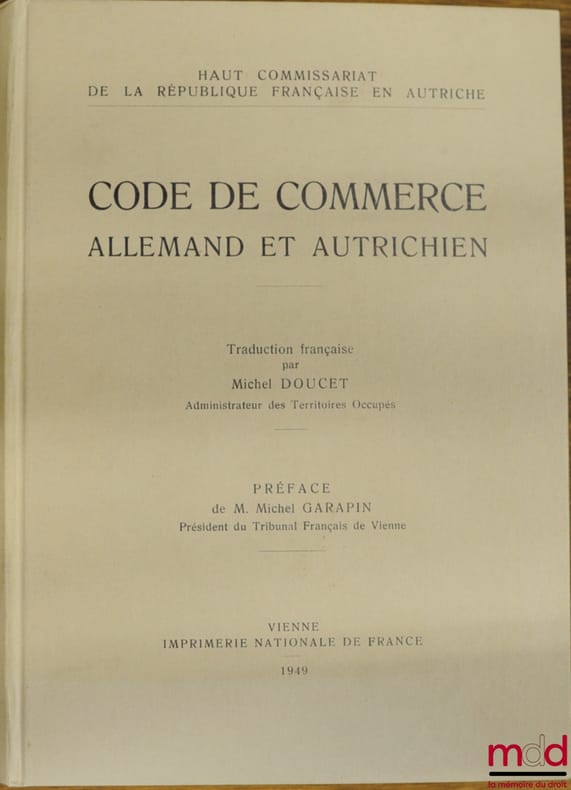 HAUT COMMISSARIAT
DE LA RÉPUBLIQUE FRANÇAISE EN AUTRICHE
CODE DE COMMERCE
ALLEMAND ET AUTRICHIEN
Traduction française
par
Michel DOUCET
Administrateur des Territoires Occupés
PRÉFACE
de M. Michel GARAPIN
Président du Tribunal Français de Vienne
VIENNE
IMPRIMERIE NATIONALE DE FRANCE
1949
mdd
la mémoire du droit